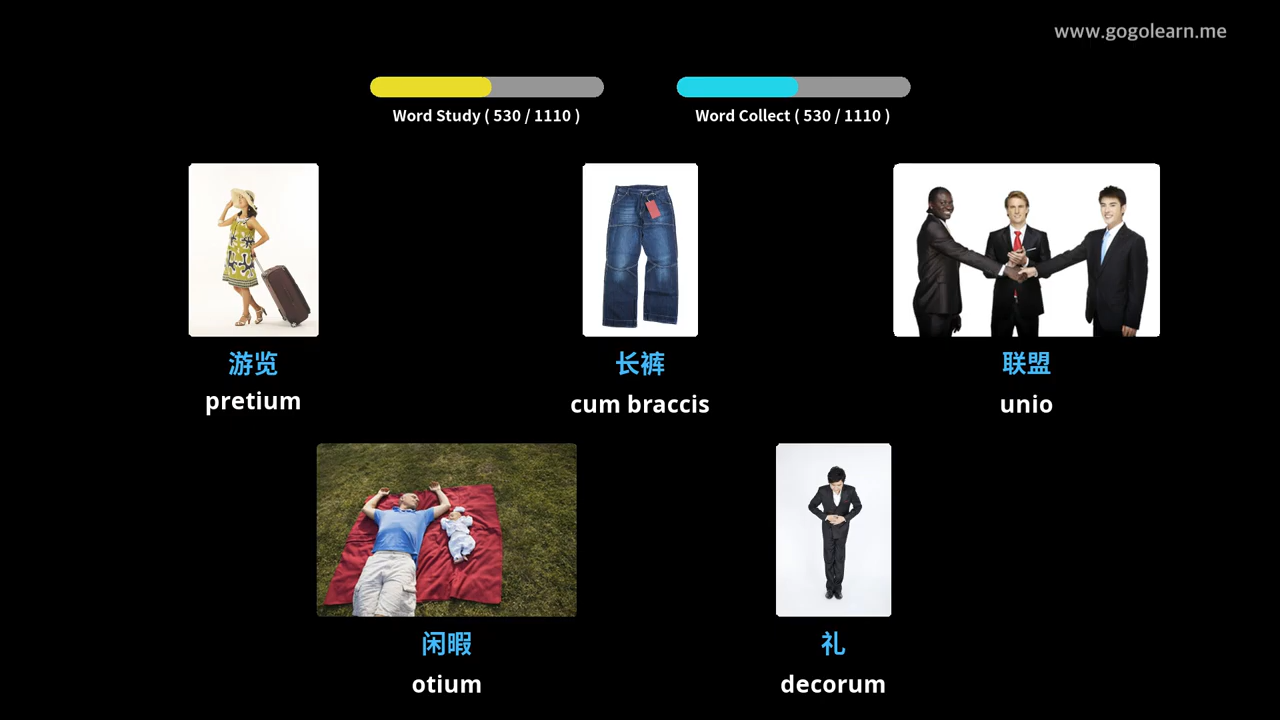 www.gogolearn.me
Word Study ( 530 / 1110 )
Word Collect ( 530 / 1110 )
游览
pretium
长裤
cum braccis
联盟
unio
闲暇
otium
礼
decorum